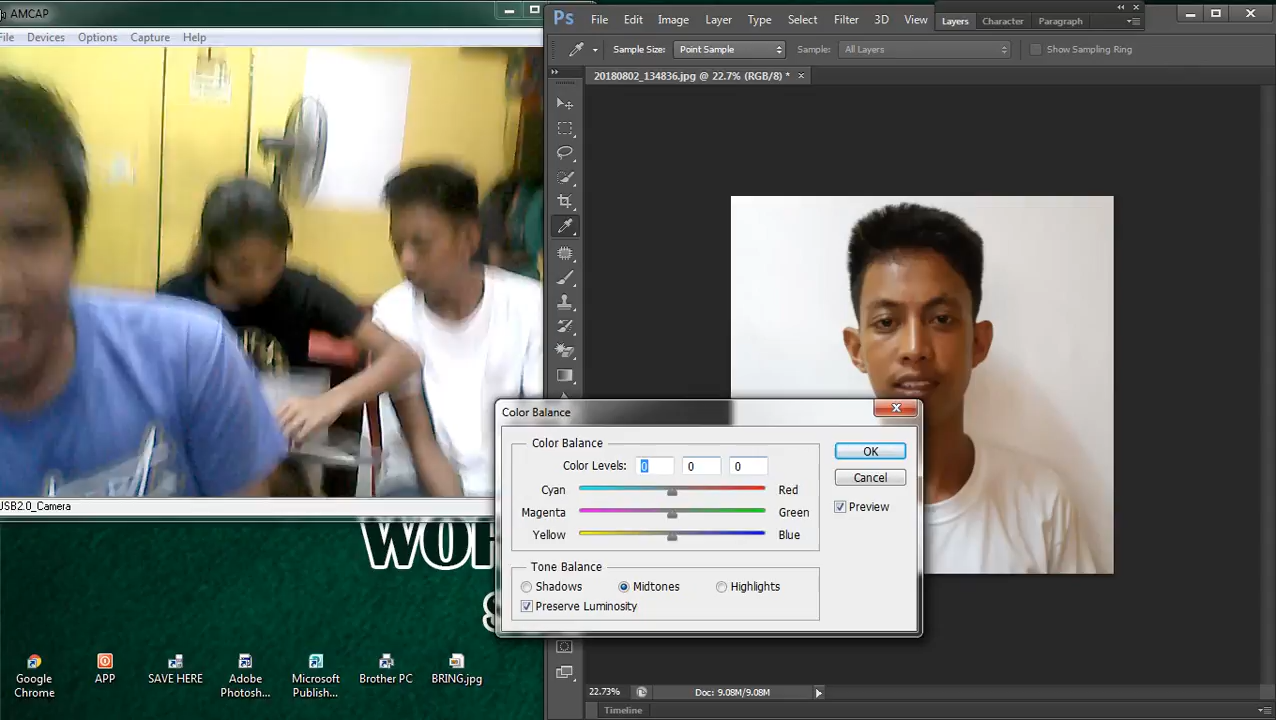 AMCAP
File Devices Options Capture Help
USB2.0_Camera
WOR
Google Chrome
APP
SAVE HERE
Adobe Photosh...
Microsoft Publish...
Brother PC
BRING.jpg
Ps File Edit Image Layer Type Select Filter 3D View
Layers Character Paragraph
Sample Size: Point Sample Sample: All Layers Show Sampling Ring
20180802_134836.jpg @ 22.7% (RGB/8) *
Color Balance
Color Balance
Color Levels: 0 0 0
Cyan Red
Magenta Green
Yellow Blue
Tone Balance
Shadows Midtones Highlights
Preserve Luminosity
OK
Cancel
Preview
22.73% Doc: 9.08M/9.08M
Timeline